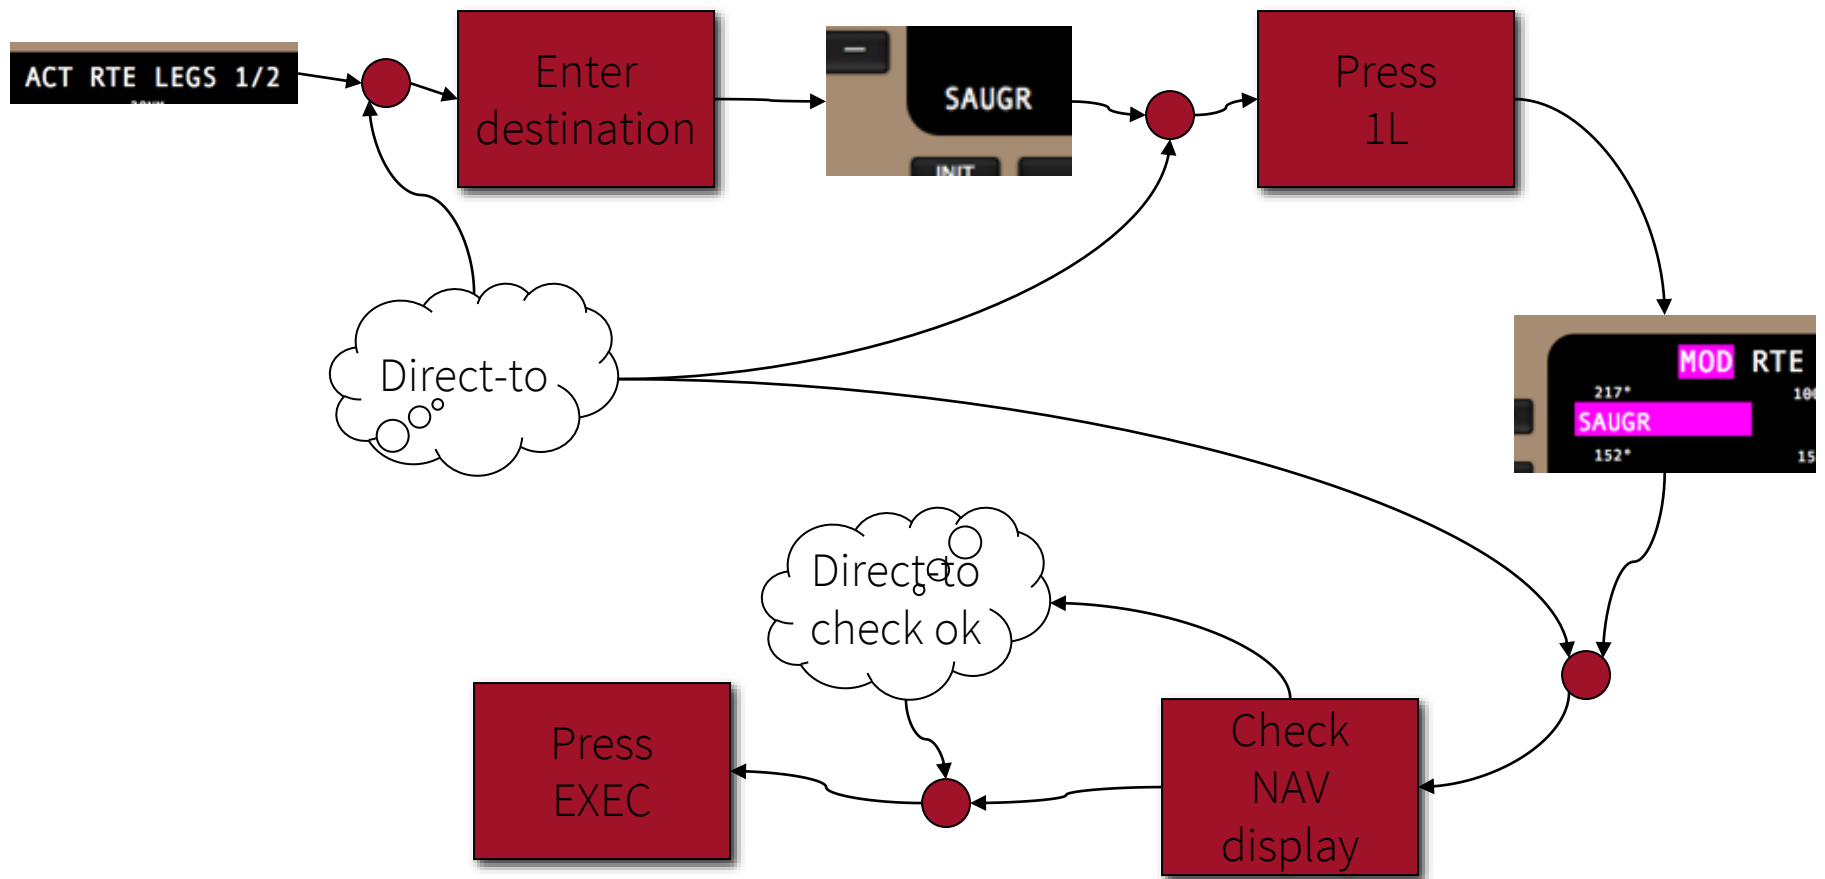 ACT RTE LEGS 1/2
Enter
destination
SAUGR
INIT
Press
1L
Direct-to
MOD RTE
217°
SAUGR
152°
15
Direct-to
check ok
Press
EXEC
Check
NAV
display